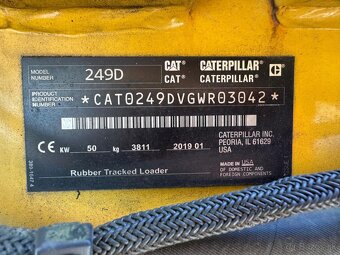 MODEL NUMBER 249D CAT® CATERPILLAR®
CAT® CATERPILLAR®
PRODUCT IDENTIFICATION NUMBER
*CAT0249DVGWR03042*
CE KW 50 kg 3811 2019 01
CATERPILLAR INC.
PEORIA, IL 61629
USA
Rubber Tracked Loader
MADE IN USA
OF DOMESTIC AND
FOREIGN COMPONENTS